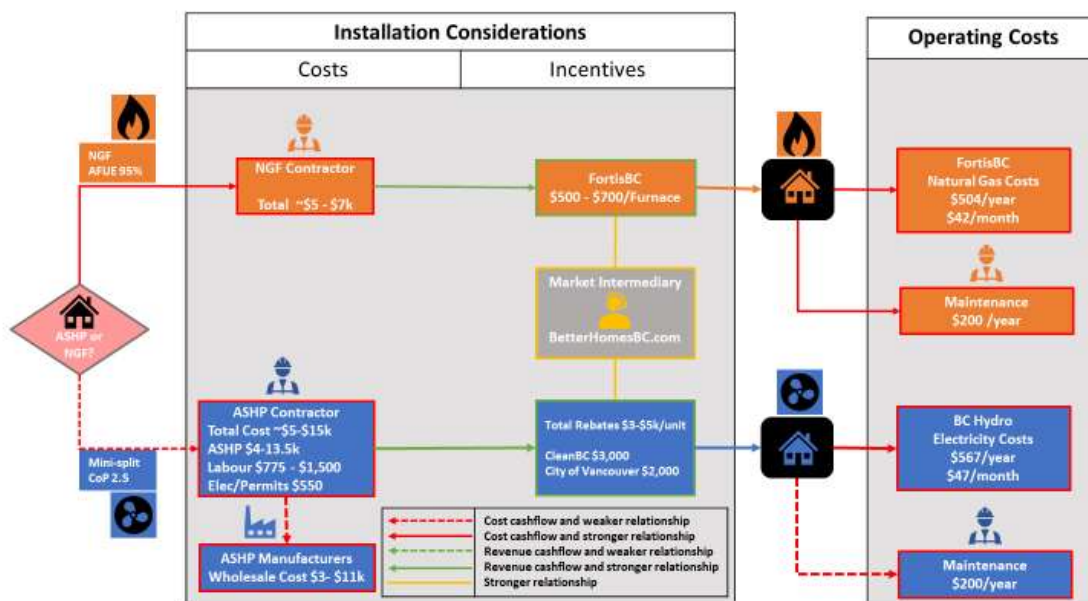 Installation Considerations
Costs
Incentives
Operating Costs
NGF
AFUE 95%
NGF Contractor
Total ~$5 - $7k
FortisBC
$500 - $700/Furnace
FortisBC
Natural Gas Costs
$504/year
$42/month
Maintenance
$200 /year
Market Intermediary
BetterHomesBC.com
ASHP or
NGF?
Mini-split
CoP 2.5
ASHP Contractor
Total Cost ~$5-$15k
ASHP $4-13.5k
Labour $775 - $1,500
Elec/Permits $550
Total Rebates $3-$5k/unit
CleanBC $3,000
City of Vancouver $2,000
BC Hydro
Electricity Costs
$567/year
$47/month
Maintenance
$200/year
ASHP Manufacturers
Wholesale Cost $3- $11k
Cost cashflow and weaker relationship
Cost cashflow and stronger relationship
Revenue cashflow and weaker relationship
Revenue cashflow and stronger relationship
Stronger relationship